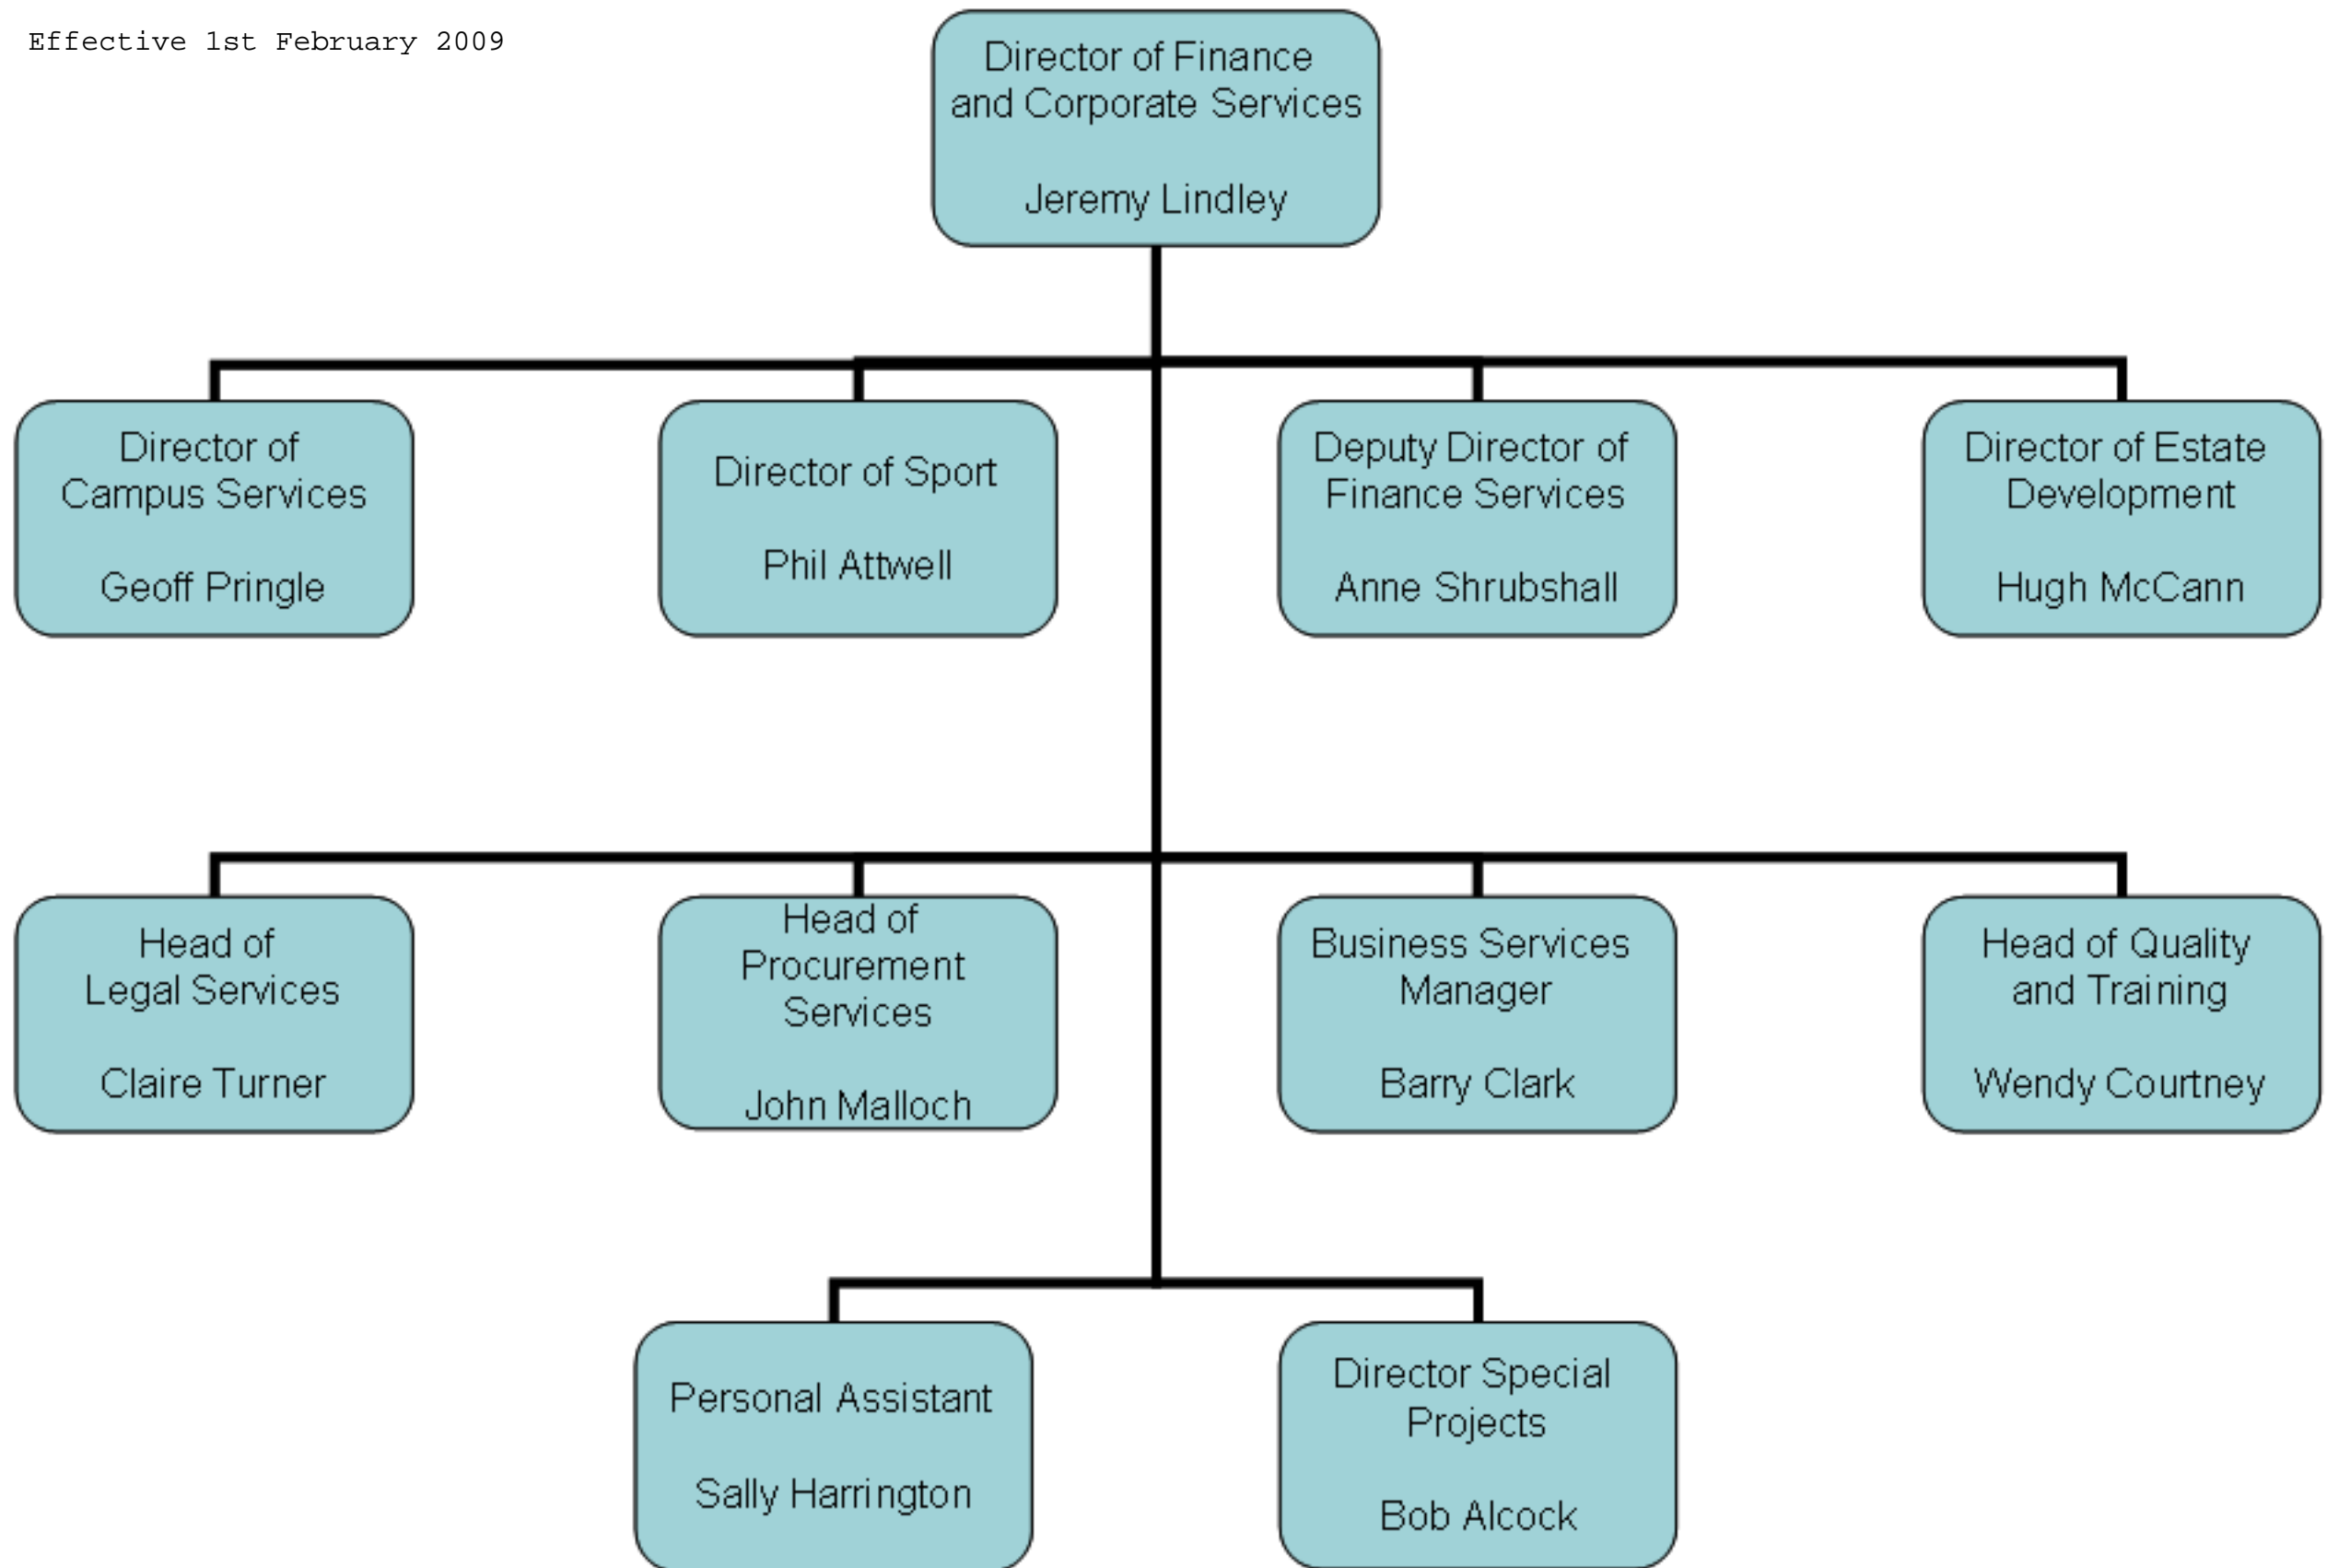 Effective 1st February 2009
Director of Finance
and Corporate Services
Jeremy Lindley
Director of
Campus Services
Geoff Pringle
Director of Sport
Phil Attwell
Deputy Director of
Finance Services
Anne Shrubshall
Director of Estate
Development
Hugh McCann
Head of
Legal Services
Claire Turner
Head of
Procurement
Services
John Malloch
Business Services
Manager
Barry Clark
Head of Quality
and Training
Wendy Courtney
Personal Assistant
Sally Harrington
Director Special
Projects
Bob Alcock